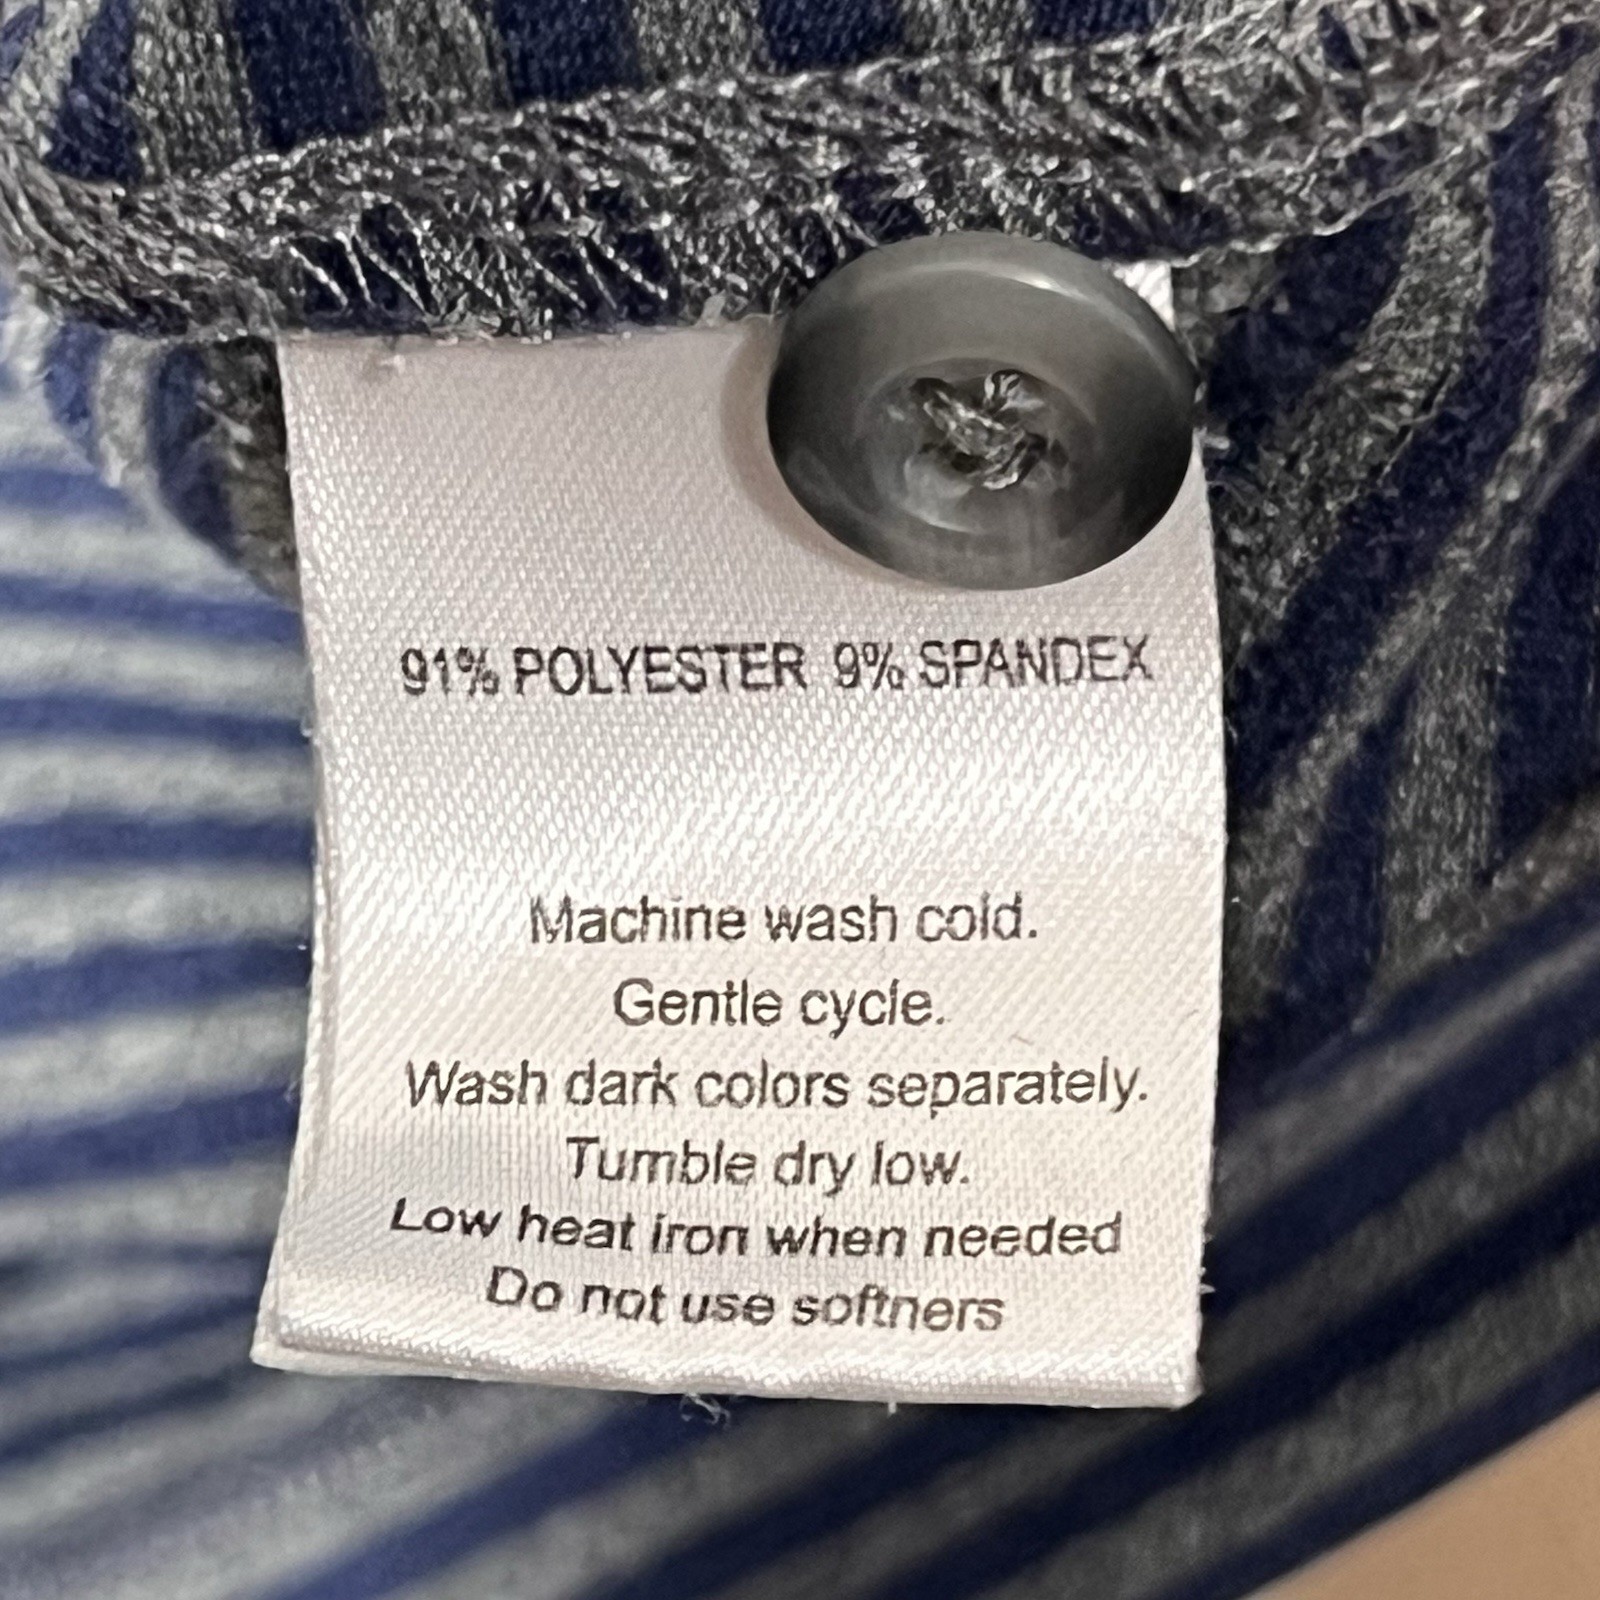 91% POLYESTER 9% SPANDEX
Machine wash cold.
Gentle cycle.
Wash dark colors separately.
Tumble dry low.
Low heat iron when needed
Do not use softners